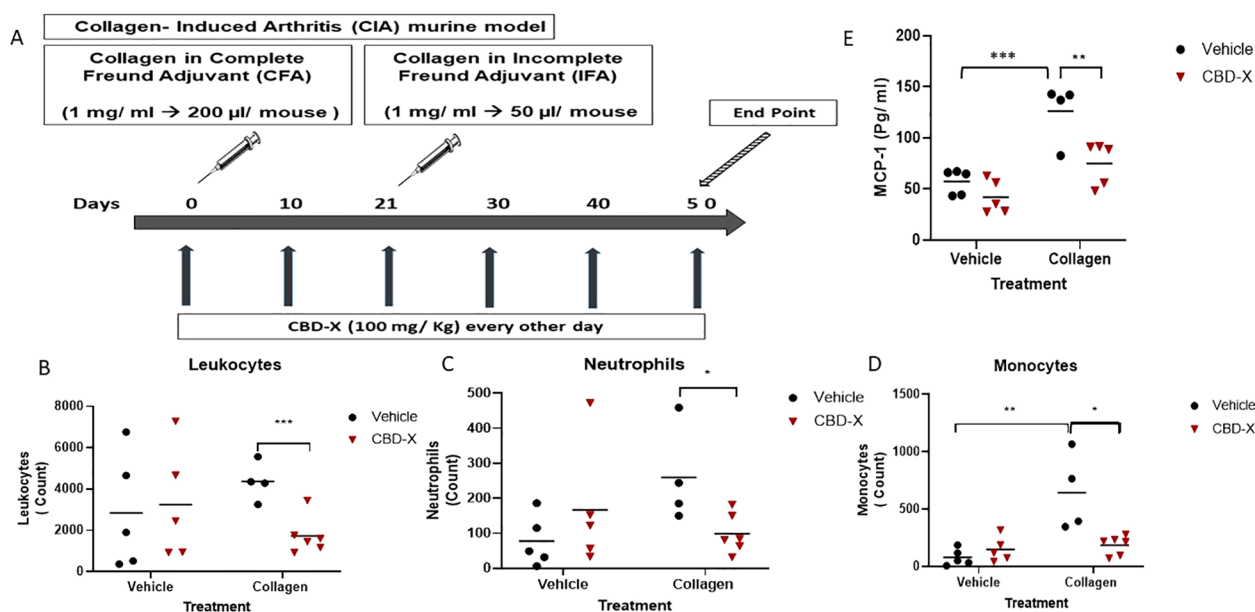 A
Collagen- Induced Arthritis (CIA) murine model
Collagen in Complete
Freund Adjuvant (CFA)
(1 mg/ ml → 200 µl/ mouse )
Collagen in Incomplete
Freund Adjuvant (IFA)
(1 mg/ ml → 50 µl/ mouse
End Point
Days 0 10 21 30 40 5 0
CBD-X (100 mg/ Kg) every other day
E
200
150
100
50
0
MCP-1 (Pg/ ml)
***
**
Vehicle
CBD-X
Vehicle Collagen
Treatment
B
Leukocytes
8000
6000
4000
2000
0
Leukocytes
( Count)
***
Vehicle
CBD-X
Vehicle Collagen
Treatment
C
Neutrophils
500
400
300
200
100
0
Neutrophils
(Count)
*
Vehicle
CBD-X
Vehicle Collagen
Treatment
D
Monocytes
1500
1000
500
0
Monocytes
( Count)
**
*
Vehicle
CBD-X
Vehicle Collagen
Treatment